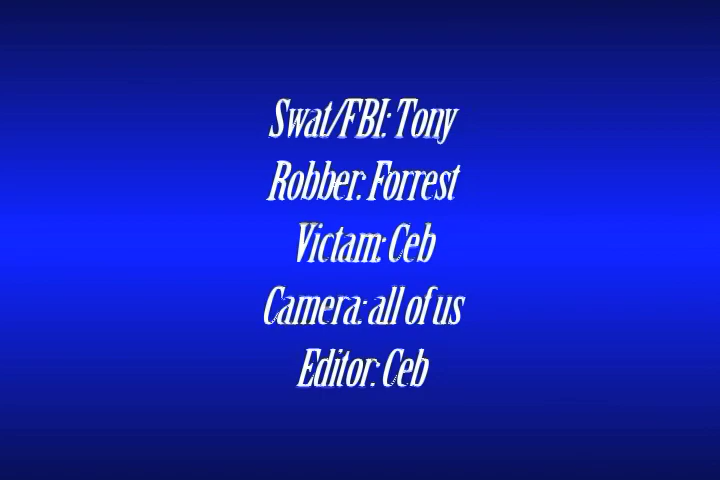 Swat/FBI: Tony
Robber: Forrest
Victam: Ceb
Camera: all of us
Editor: Ceb